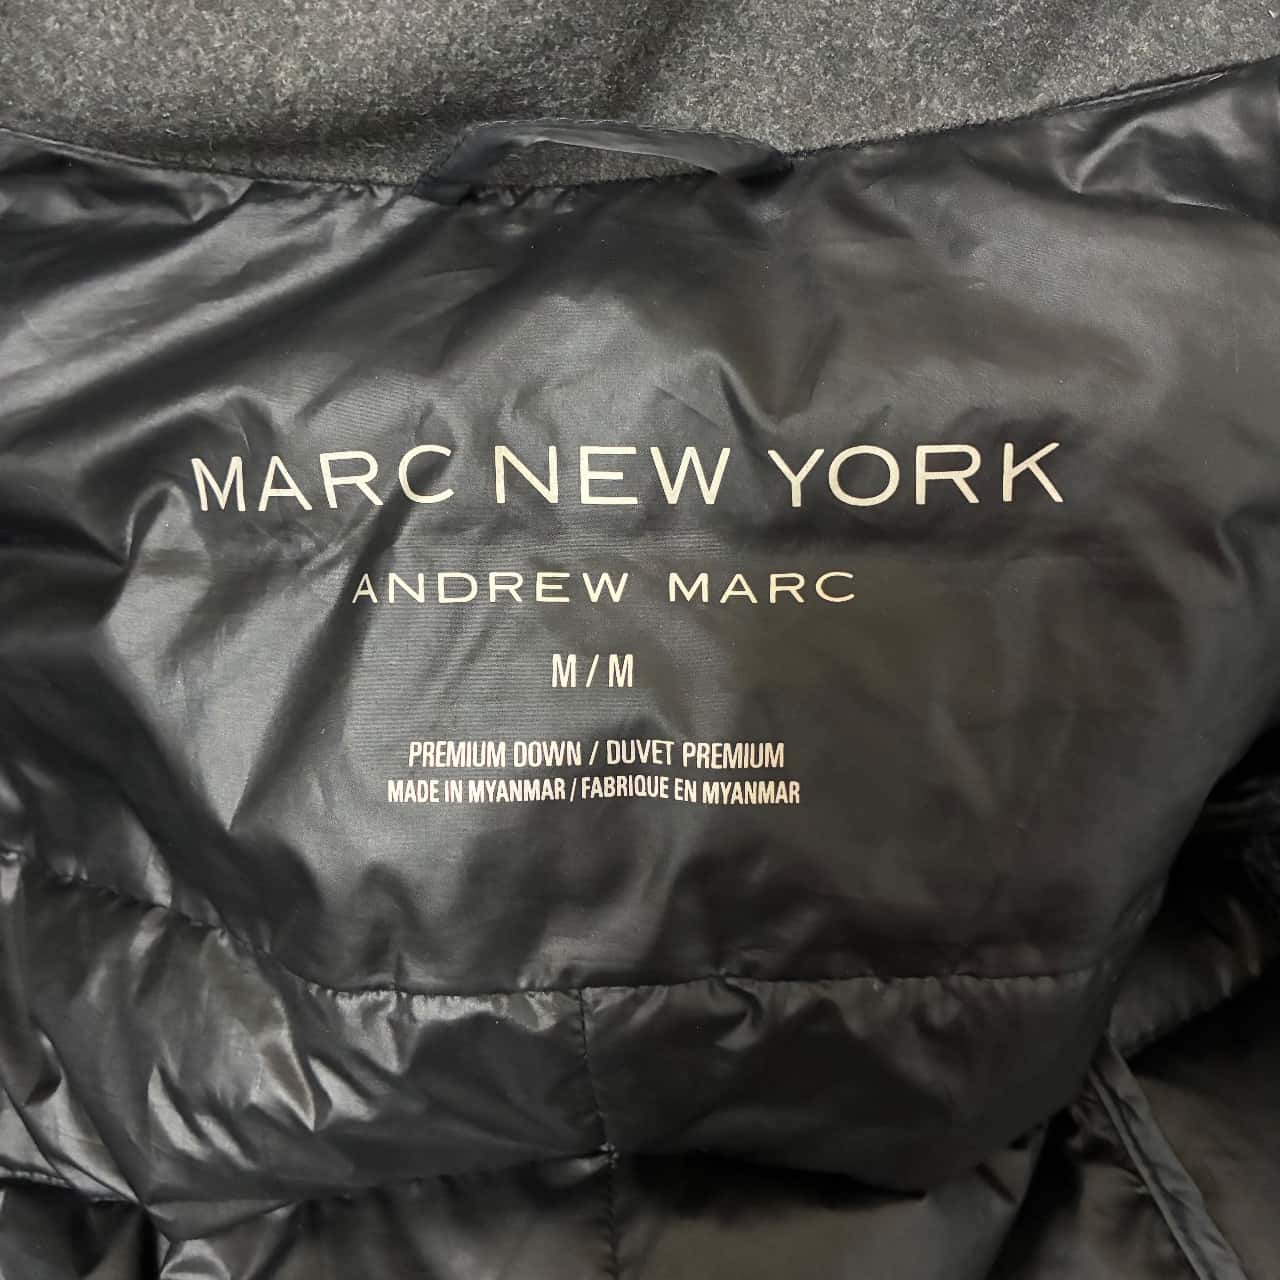 MARC NEW YORK
ANDREW MARC
M / M
PREMIUM DOWN / DUVET PREMIUM
MADE IN MYANMAR / FABRIQUE EN MYANMAR